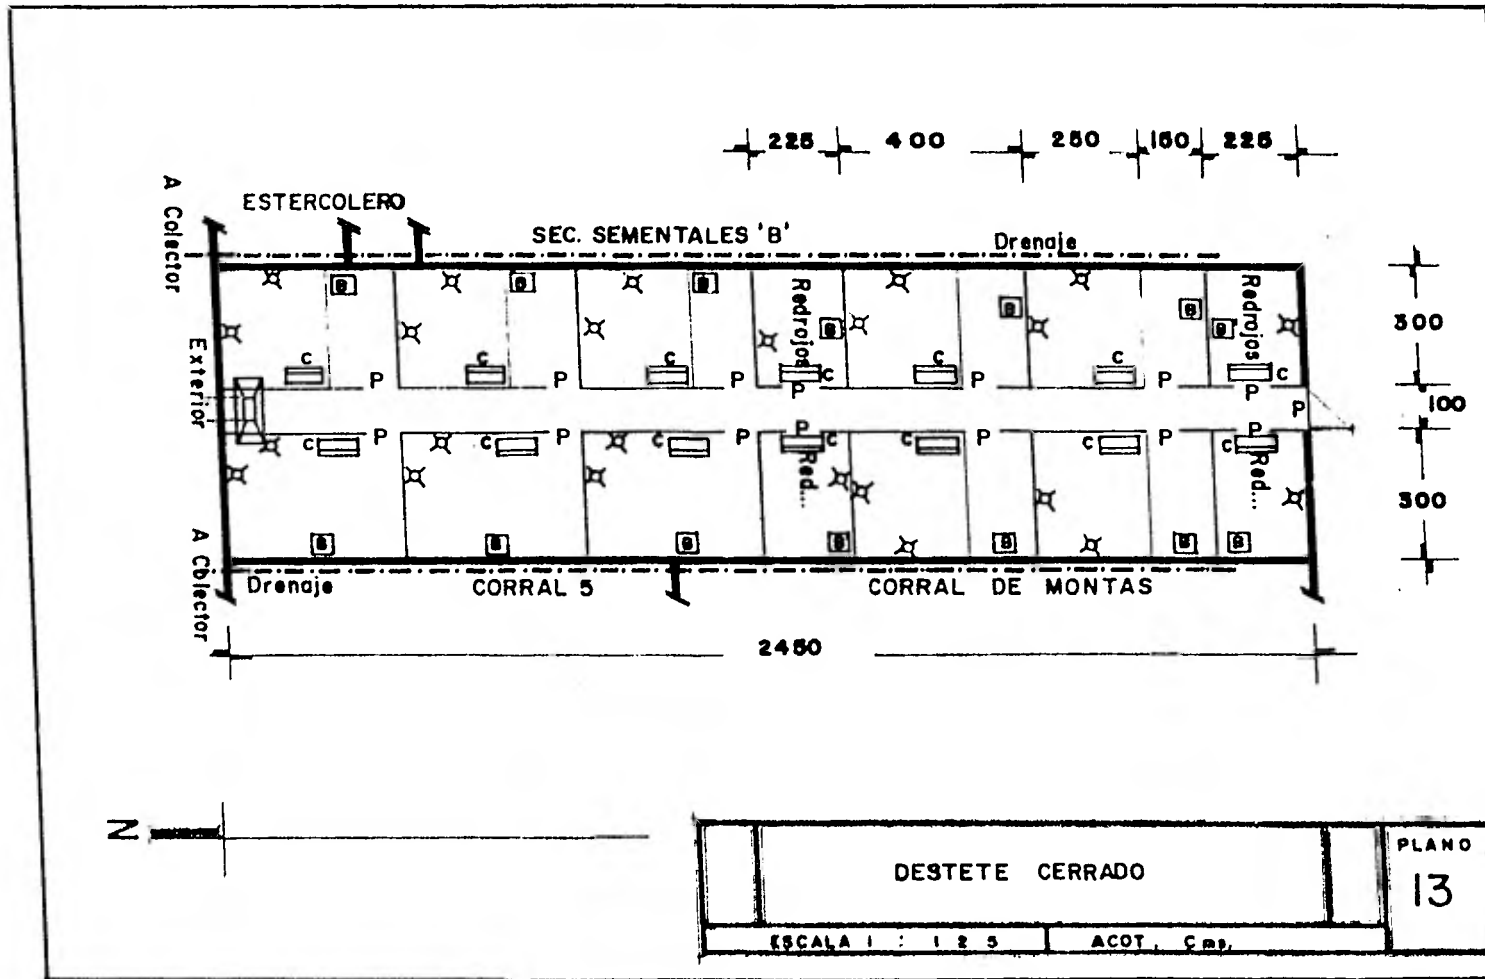 225 400 250 150 225
A Colector
ESTERCOLERO
SEC. SEMENTALES 'B'
Drenaje
B B B Redrojos B B B B Redrojos
300
Exterior
C C C C C C C
P P P P P P P
P
100
P P P P P P P
C C C C C C C
Red... Red...
300
B B B B B B B
A Colector
Drenaje
CORRAL 5
CORRAL DE MONTAS
2450
N
DESTETE CERRADO
PLANO
13
ESCALA 1 : 125
ACOT. Cms.